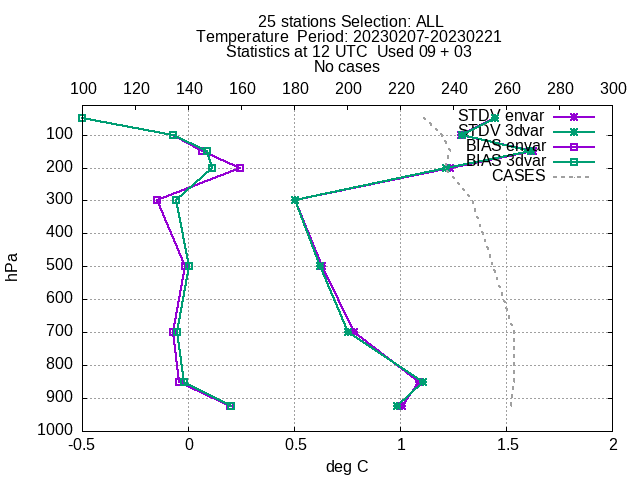 25 stations Selection: ALL
Temperature  Period: 20230207-20230221
Statistics at 12 UTC  Used 09 + 03
No cases
100 120 140 160 180 200 220 240 260 280 300
STDV envar
STDV 3dvar
BIAS envar
BIAS 3dvar
CASES
100
200
300
400
500
600
700
800
900
1000
hPa
-0.5 0 0.5 1 1.5 2
deg C